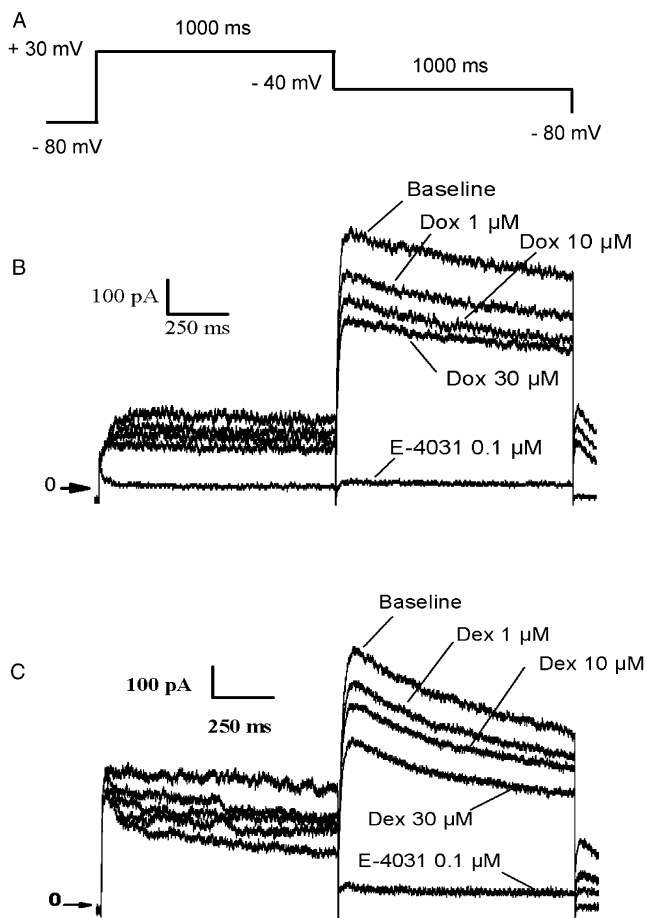 A
1000 ms
+ 30 mV
1000 ms
- 40 mV
- 80 mV
- 80 mV
Baseline
Dox 1 µM
Dox 10 µM
B
100 pA
250 ms
Dox 30 µM
E-4031 0.1 µM
0
Baseline
Dex 1 µM
Dex 10 µM
C
100 pA
250 ms
Dex 30 µM
E-4031 0.1 µM
0